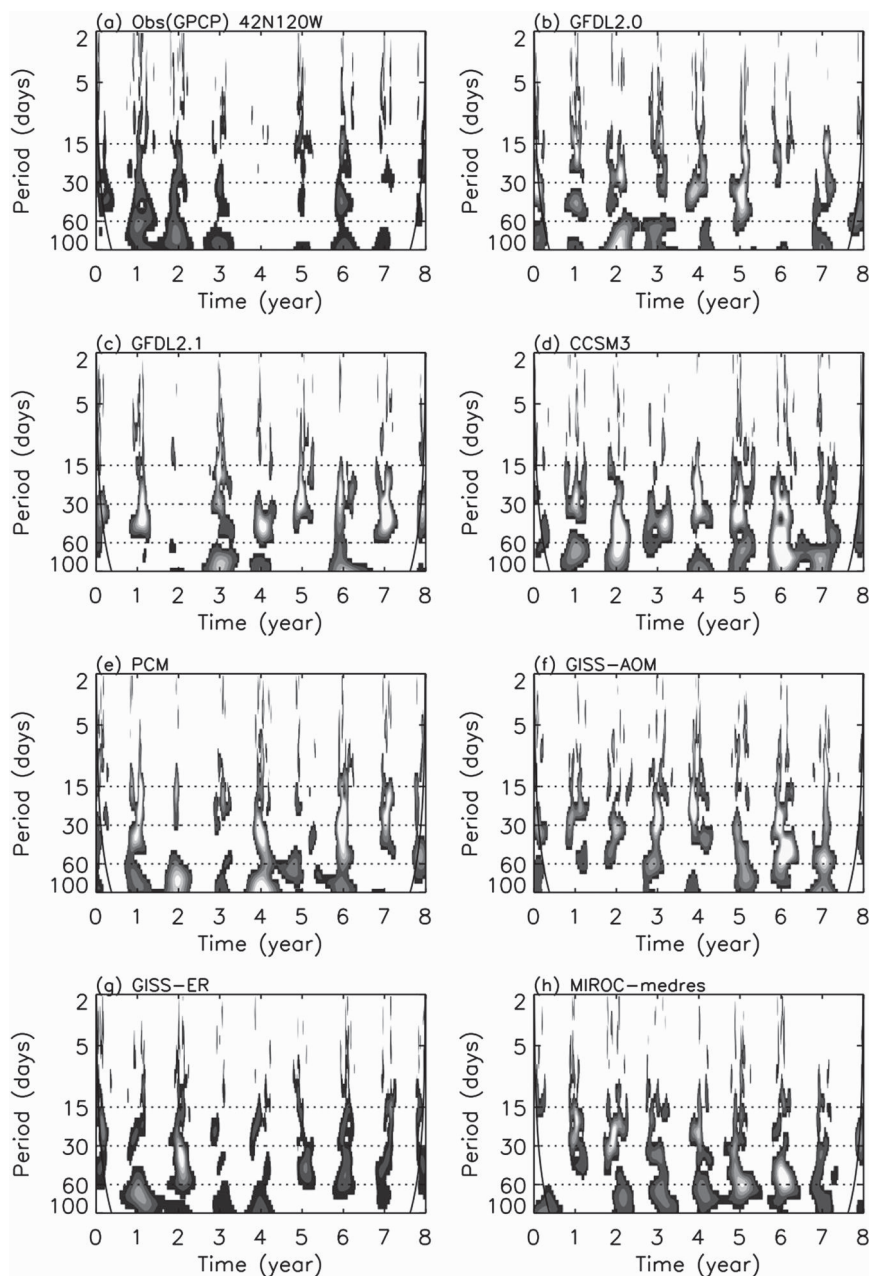 (a) Obs(GPCP) 42N120W
2
5
15
30
60
100
Period (days)
0 1 2 3 4 5 6 7 8
Time (year)
(b) GFDL2.0
2
5
15
30
60
100
Period (days)
0 1 2 3 4 5 6 7 8
Time (year)
(c) GFDL2.1
2
5
15
30
60
100
Period (days)
0 1 2 3 4 5 6 7 8
Time (year)
(d) CCSM3
2
5
15
30
60
100
Period (days)
0 1 2 3 4 5 6 7 8
Time (year)
(e) PCM
2
5
15
30
60
100
Period (days)
0 1 2 3 4 5 6 7 8
Time (year)
(f) GISS-AOM
2
5
15
30
60
100
Period (days)
0 1 2 3 4 5 6 7 8
Time (year)
(g) GISS-ER
2
5
15
30
60
100
Period (days)
0 1 2 3 4 5 6 7 8
Time (year)
(h) MIROC-medres
2
5
15
30
60
100
Period (days)
0 1 2 3 4 5 6 7 8
Time (year)